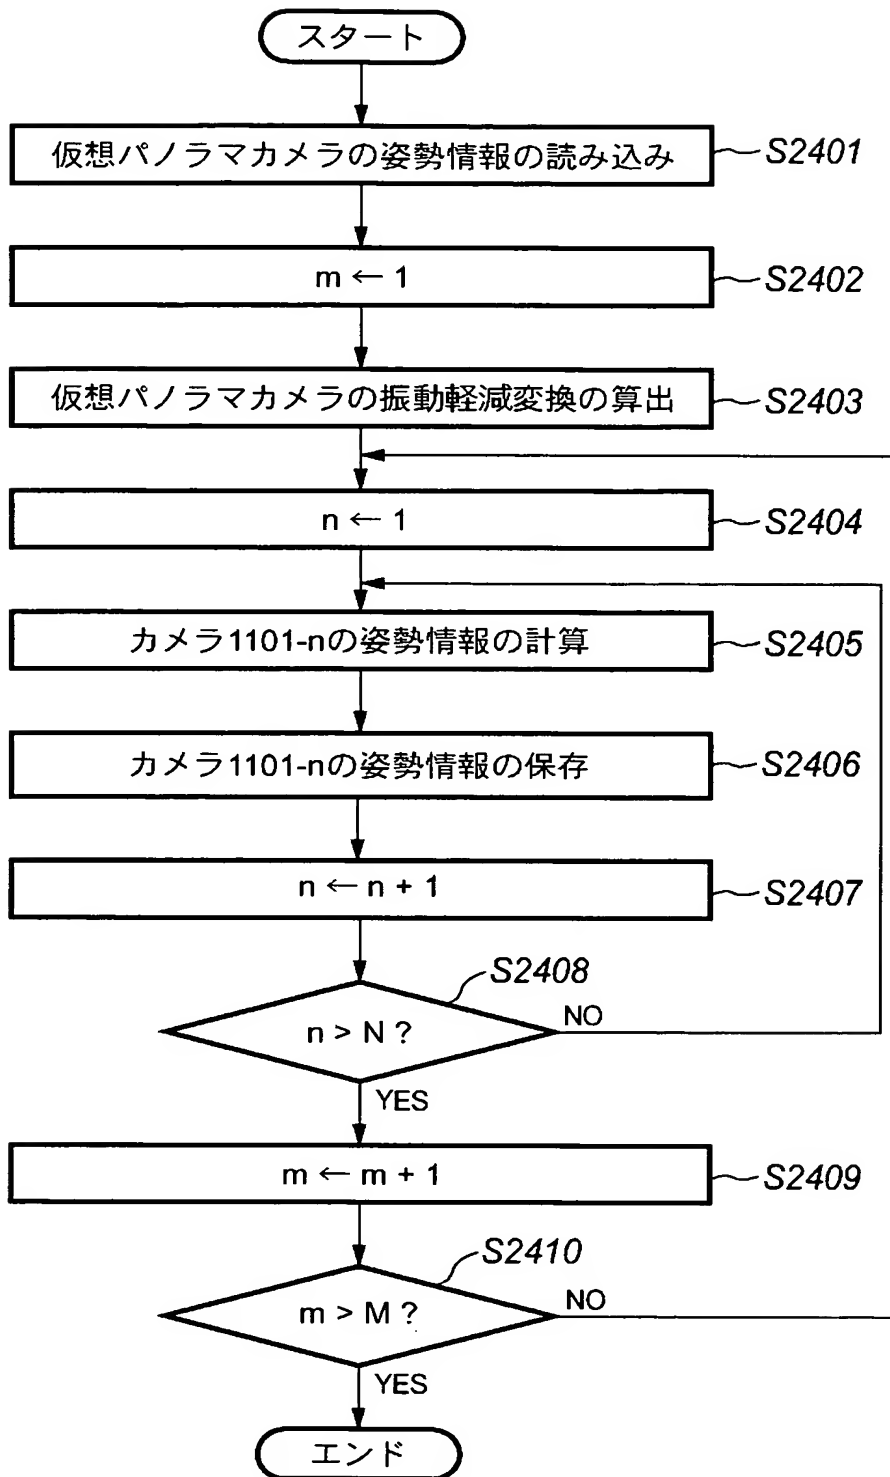 スタート
仮想パノラマカメラの姿勢情報の読み込み
S2401
m ← 1
S2402
仮想パノラマカメラの振動軽減変換の算出
S2403
n ← 1
S2404
カメラ1101-nの姿勢情報の計算
S2405
カメラ1101-nの姿勢情報の保存
S2406
n ← n + 1
S2407
S2408
n > N ?
NO
YES
m ← m + 1
S2409
S2410
m > M ?
NO
YES
エンド